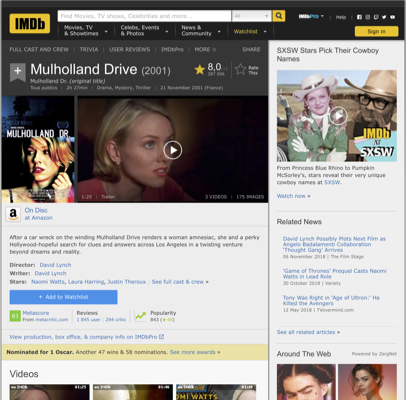 IMDb
Find Movies, TV shows, Celebrities and more...
All
Movies, TV & Showtimes
Celebs, Events & Photos
News & Community
Watchlist
IMDbPro
Help
Sign in
FULL CAST AND CREW | TRIVIA | USER REVIEWS | IMDbPro | MORE
SHARE
Mulholland Drive (2001)
Mulholland Dr. (original title)
Tous publics | 2h 27min | Drama, Mystery, Thriller | 21 November 2001 (France)
8,0
Rate This
MULHOLLAND DR.
1:25 | Trailer
3 VIDEOS | 175 IMAGES
On Disc
at Amazon
After a car wreck on the winding Mulholland Drive renders a woman amnesiac, she and a perky
Hollywood-hopeful search for clues and answers across Los Angeles in a twisting venture
beyond dreams and reality.
Director: David Lynch
Writer: David Lynch
Stars: Naomi Watts, Laura Harring, Justin Theroux | See full cast & crew »
+ Add to Watchlist
Metascore
From metacritic.com
Reviews
1 845 user | 294 critic
Popularity
View production, box office, & company info on IMDbPro
Nominated for 1 Oscar. Another 47 wins & 58 nominations. See more awards »
Videos
SXSW Stars Pick Their Cowboy
Names
IMDb
AT
SXSW
From Princess Blue Rhino to Pumpkin
McSorley's, stars reveal their very
unique cowboy names at SXSW.
Watch now »
Related News
David Lynch Possibly Plots Next Film as
Angelo Badalamenti Collaboration
'Thought Gang' Arrives
06 November 2018 | The Film Stage
'Game of Thrones' Prequel Casts Naomi
Watts in Lead Role
30 October 2018 | Variety
Tony Was Right in 'Age of Ultron:' He
Killed the Avengers
12 May 2018 | TVovermind.com
See all related articles »
Around The Web
Powered by ZergNet